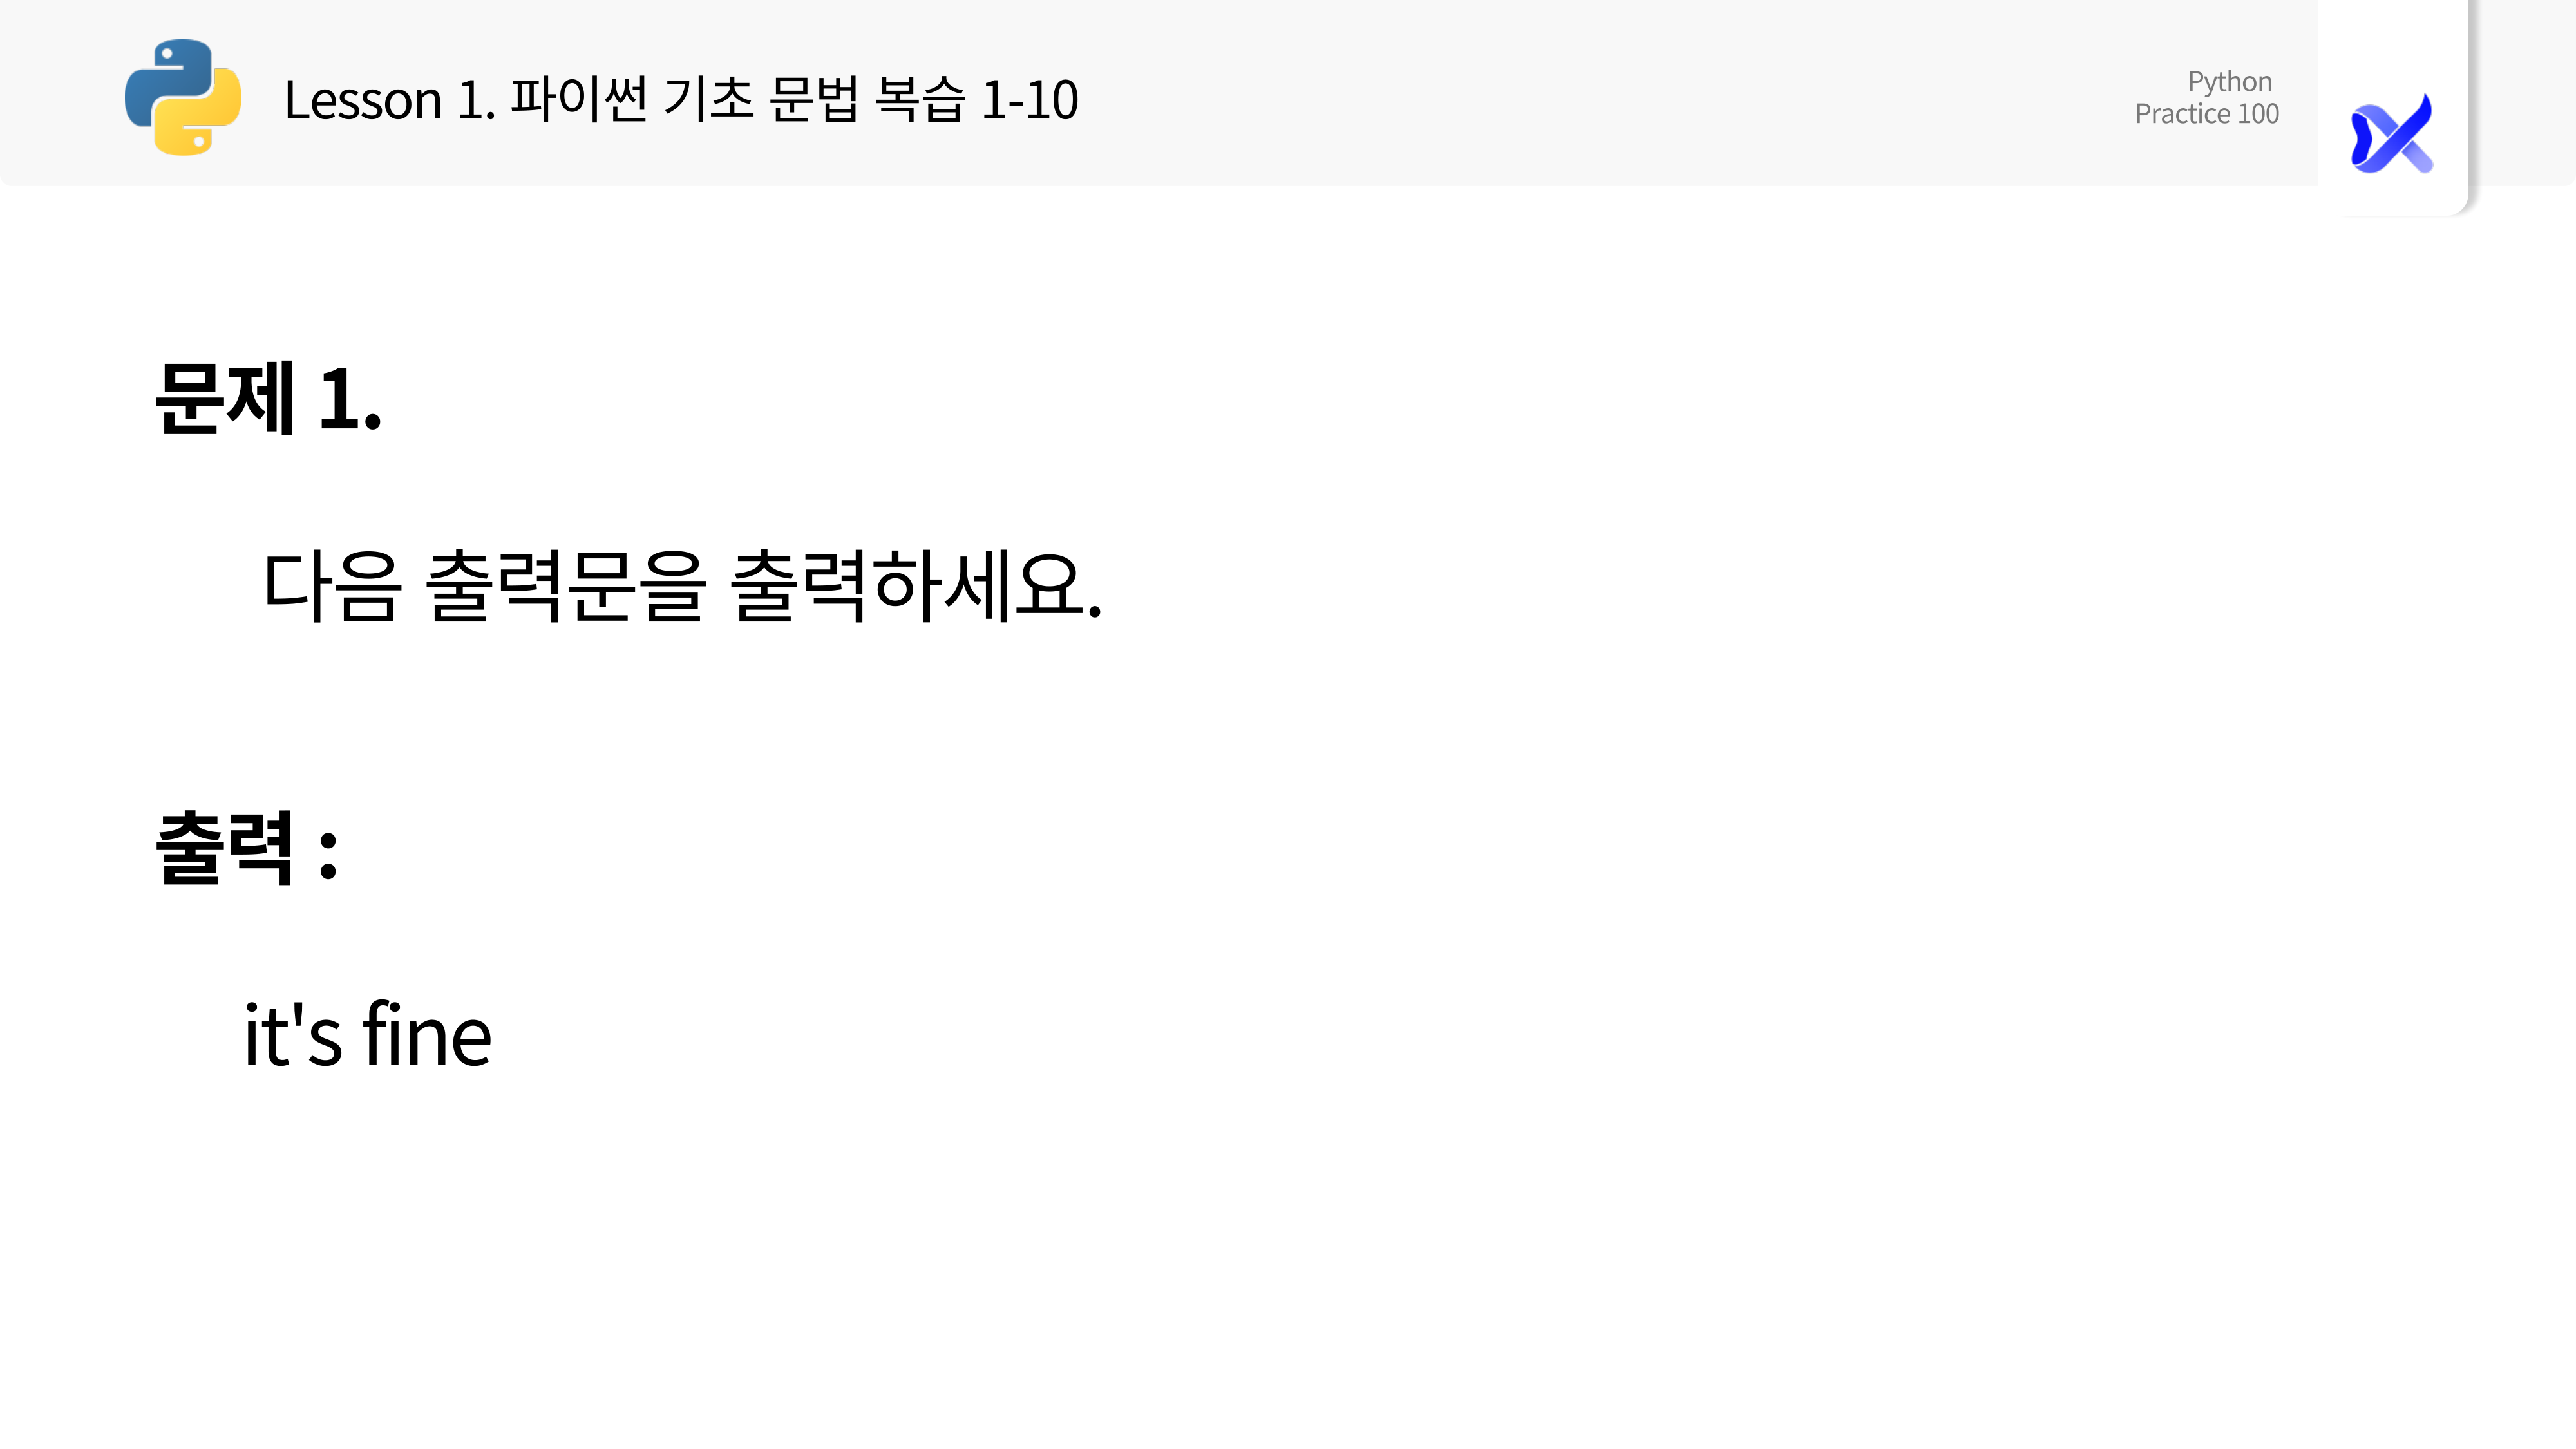 Lesson 1. 파이썬 기초 문법 복습 1-10
Python
Practice 100
문제 1.
다음 출력문을 출력하세요.
출력 :
it's fine